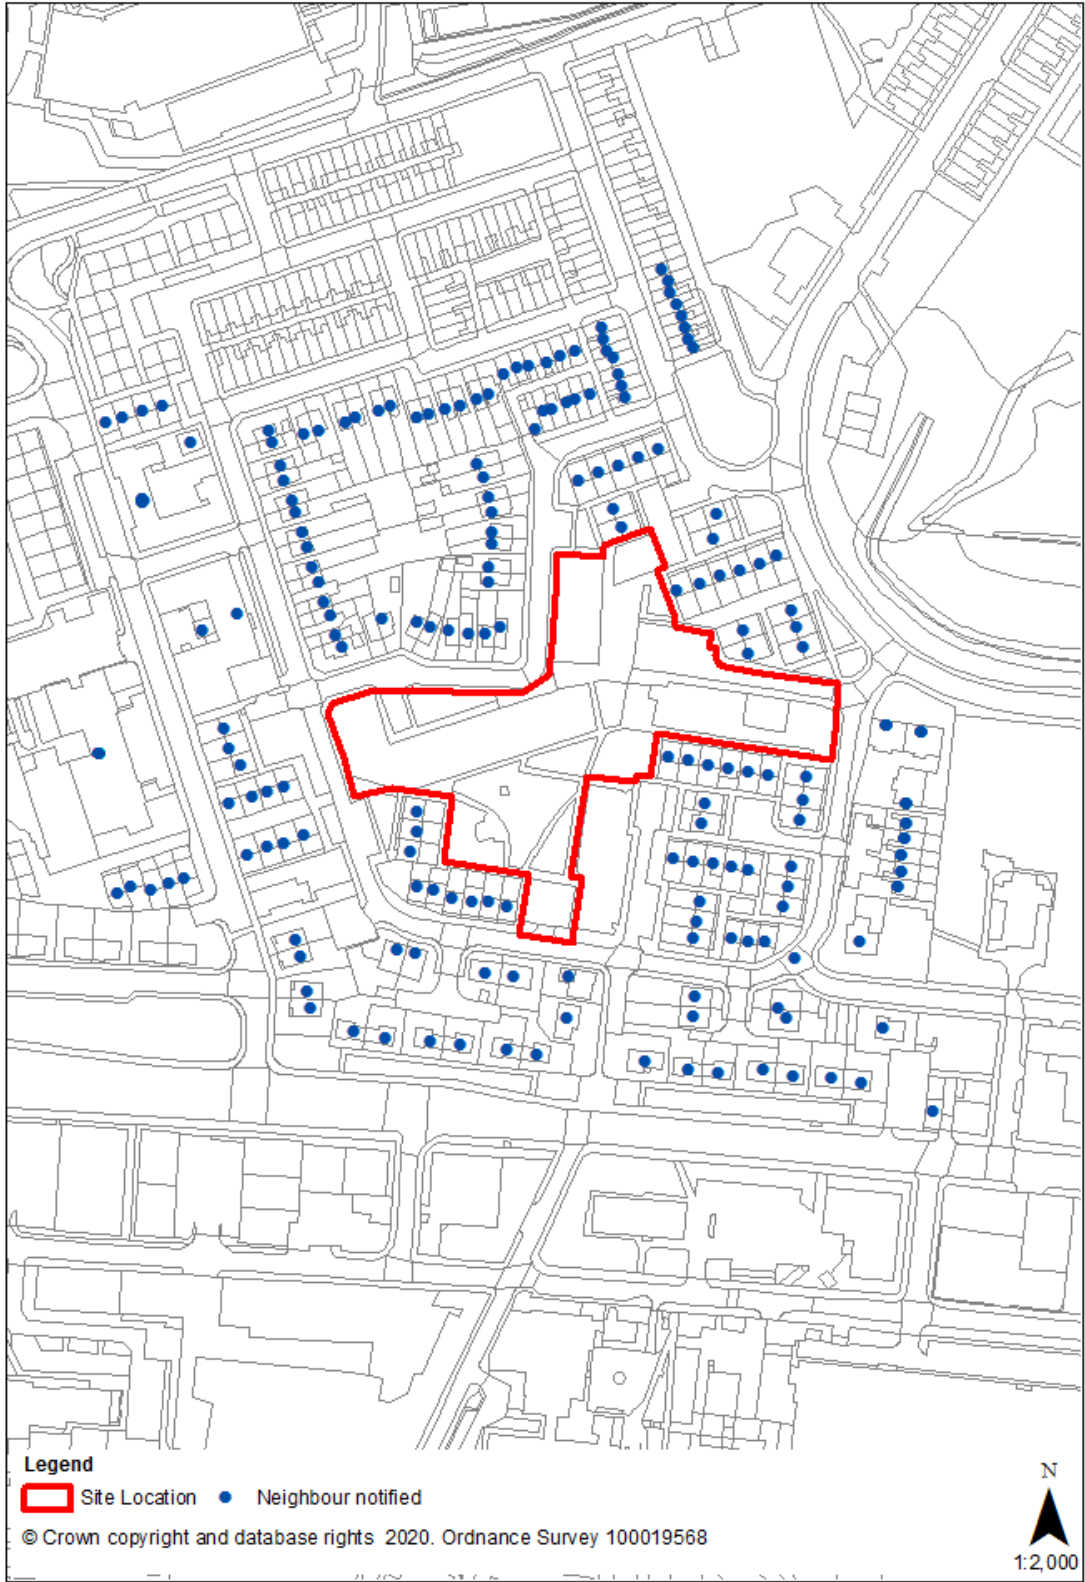 Legend
Site Location
Neighbour notified
© Crown copyright and database rights 2020. Ordnance Survey 100019568
N
1:2,000